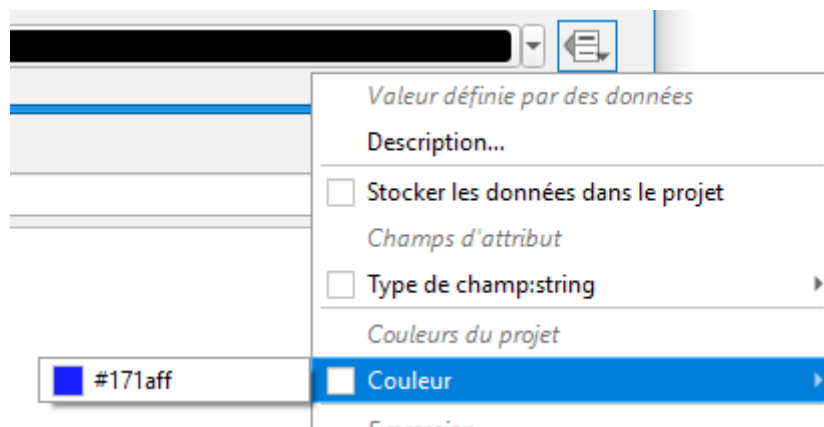 Valeur définie par des données
Description...
Stocker les données dans le projet
Champs d'attribut
Type de champ:string
Couleurs du projet
#171aff
Couleur